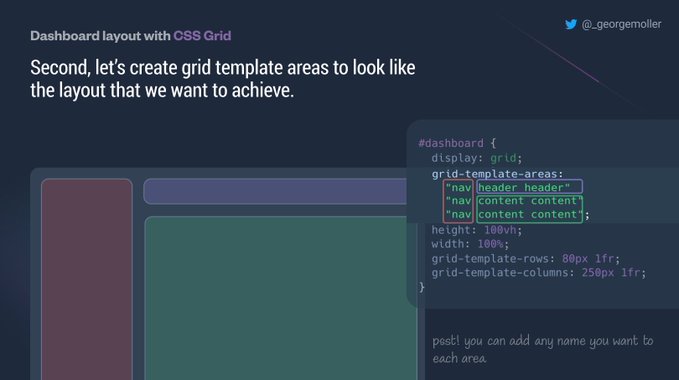 @_georgemoller
Dashboard layout with CSS Grid
Second, let's create grid template areas to look like
the layout that we want to achieve.
#dashboard {
display: grid;
grid-template-areas:
"nav header header"
"nav content content"
"nav content content";
height: 100vh;
width: 100%;
grid-template-rows: 80px 1fr;
grid-template-columns: 250px 1fr;
}
psst! you can add any name you want to
each area